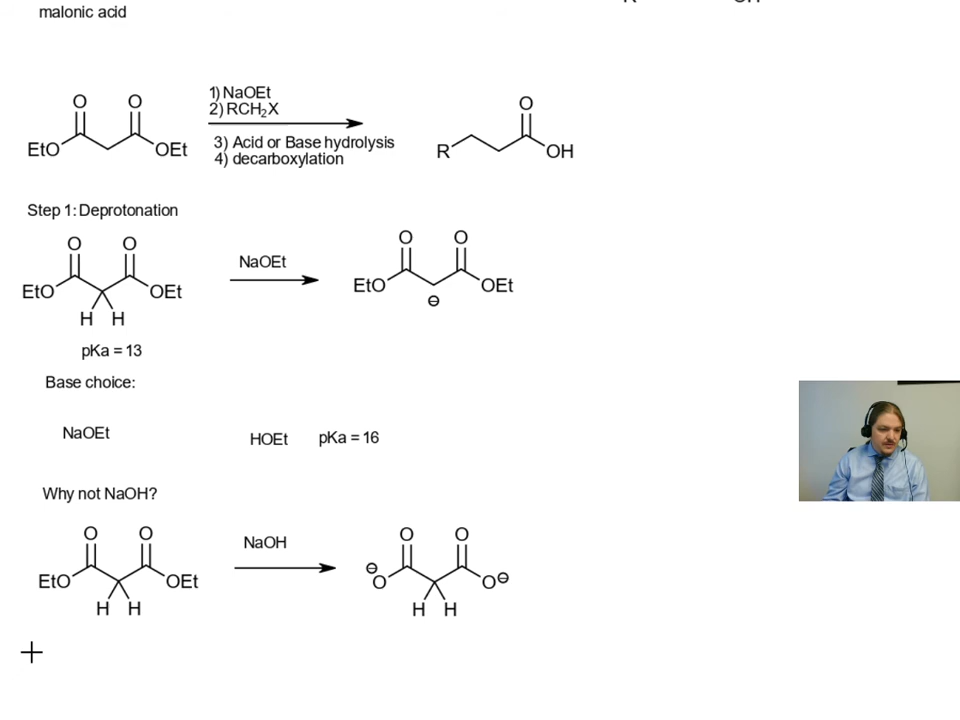 malonic acid
O O
1) NaOEt
2) RCH₂X
O
EtO OEt
3) Acid or Base hydrolysis
4) decarboxylation
R OH
Step 1: Deprotonation
O O
NaOEt
O O
EtO OEt
EtO OEt
⊖
H H
pKa = 13
Base choice:
NaOEt
HOEt pKa = 16
Why not NaOH?
O O
NaOH
O O
EtO OEt
⊖
O O⊖
H H
H H